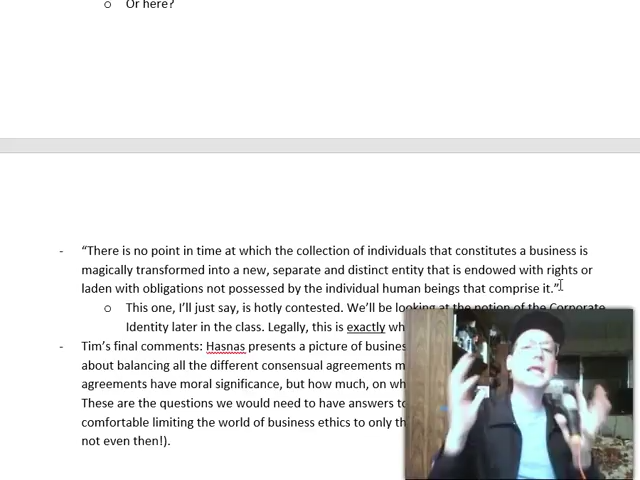 o Or here?
- “There is no point in time at which the collection of individuals that constitutes a business is
magically transformed into a new, separate and distinct entity that is endowed with rights or
laden with obligations not possessed by the individual human beings that comprise it.”
o This one, I’ll just say, is hotly contested. We’ll be looking at the notion of the Corporate
Identity later in the class. Legally, this is exactly
- Tim’s final comments: Hasnas presents a picture of
about balancing all the different consensual agreements
agreements have moral significance, but how much, on
These are the questions we would need to have answers
comfortable limiting the world of business ethics to only
not even then!).